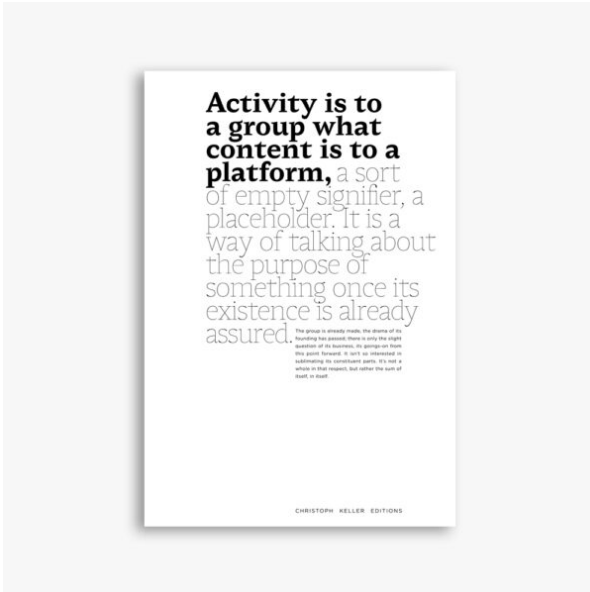 Activity is to
a group what
content is to a
platform, a sort
of empty signifier, a
placeholder. It is a
way of talking about
the purpose of
something once its
existence is already
assured.
The group is already made, the drama of its
founding has passed; there is only the slight
question of its business, its goings-on from
this point forward. It isn't so interested in
sublimating its constituent parts. It's not a
whole in that respect, but rather the sum of
itself, in itself.
CHRISTOPH KELLER EDITIONS